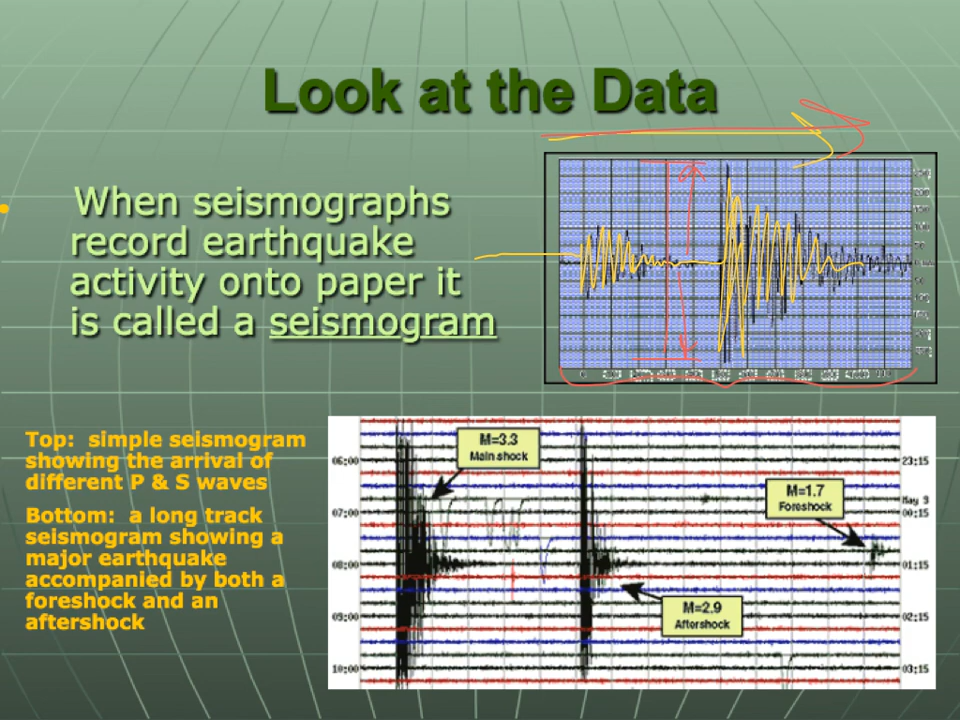 Look at the Data
When seismographs
record earthquake
activity onto paper it
is called a seismogram
Top: simple seismogram
showing the arrival of
different P & S waves
Bottom: a long track
seismogram showing a
major earthquake
accompanied by both a
foreshock and an
aftershock
M=3.3
Main shock
06:00
23:15
M=1.7
Foreshock
May 9
07:00
00:15
08:00
01:15
M=2.9
Aftershock
09:00
02:15
10:00
03:15